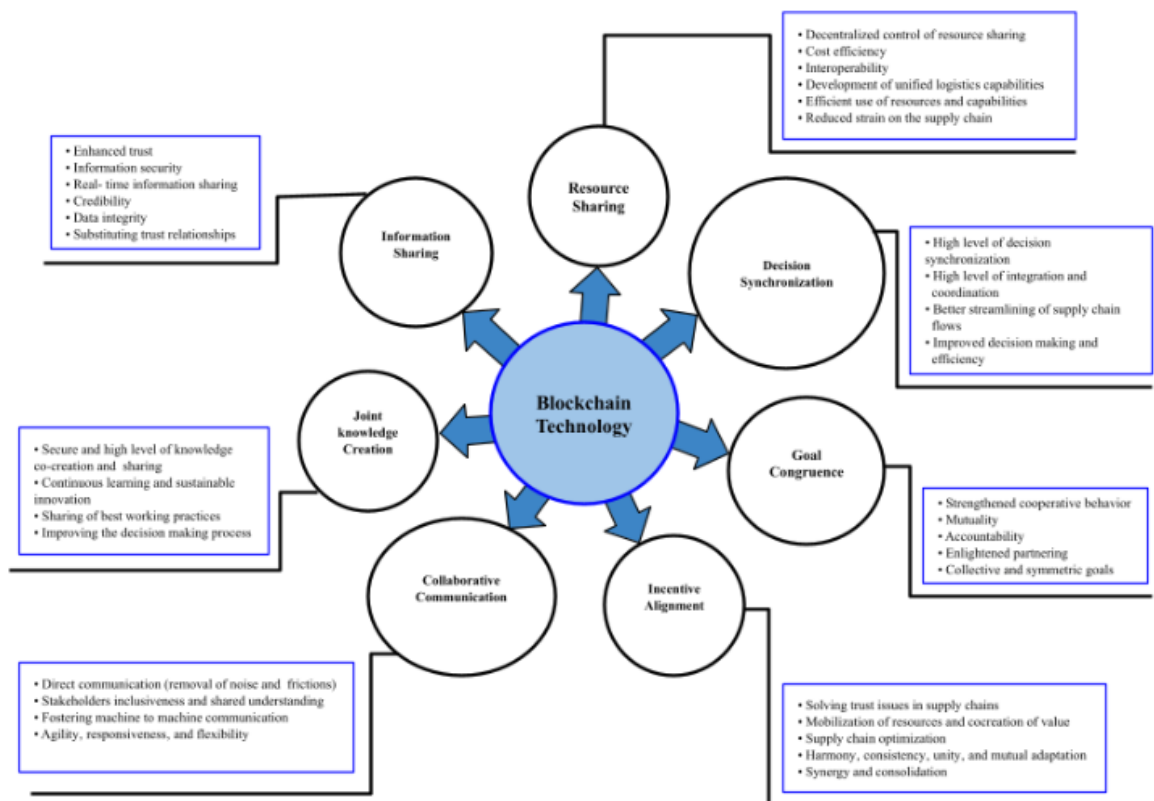 • Decentralized control of resource sharing
• Cost efficiency
• Interoperability
• Development of unified logistics capabilities
• Efficient use of resources and capabilities
• Reduced strain on the supply chain
Resource
Sharing
• Enhanced trust
• Information security
• Real- time information sharing
• Credibility
• Data integrity
• Substituting trust relationships
Information
Sharing
Decision
Synchronization
• High level of decision
synchronization
• High level of integration and
coordination
• Better streamlining of supply chain
flows
• Improved decision making and
efficiency
Blockchain
Technology
Joint
knowledge
Creation
• Secure and high level of knowledge
co-creation and sharing
• Continuous learning and sustainable
innovation
• Sharing of best working practices
• Improving the decision making process
Goal
Congruence
• Strengthened cooperative behavior
• Mutuality
• Accountability
• Enlightened partnering
• Collective and symmetric goals
Collaborative
Communication
• Direct communication (removal of noise and frictions)
• Stakeholders inclusiveness and shared understanding
• Fostering machine to machine communication
• Agility, responsiveness, and flexibility
Incentive
Alignment
• Solving trust issues in supply chains
• Mobilization of resources and cocreation of value
• Supply chain optimization
• Harmony, consistency, unity, and mutual adaptation
• Synergy and consolidation